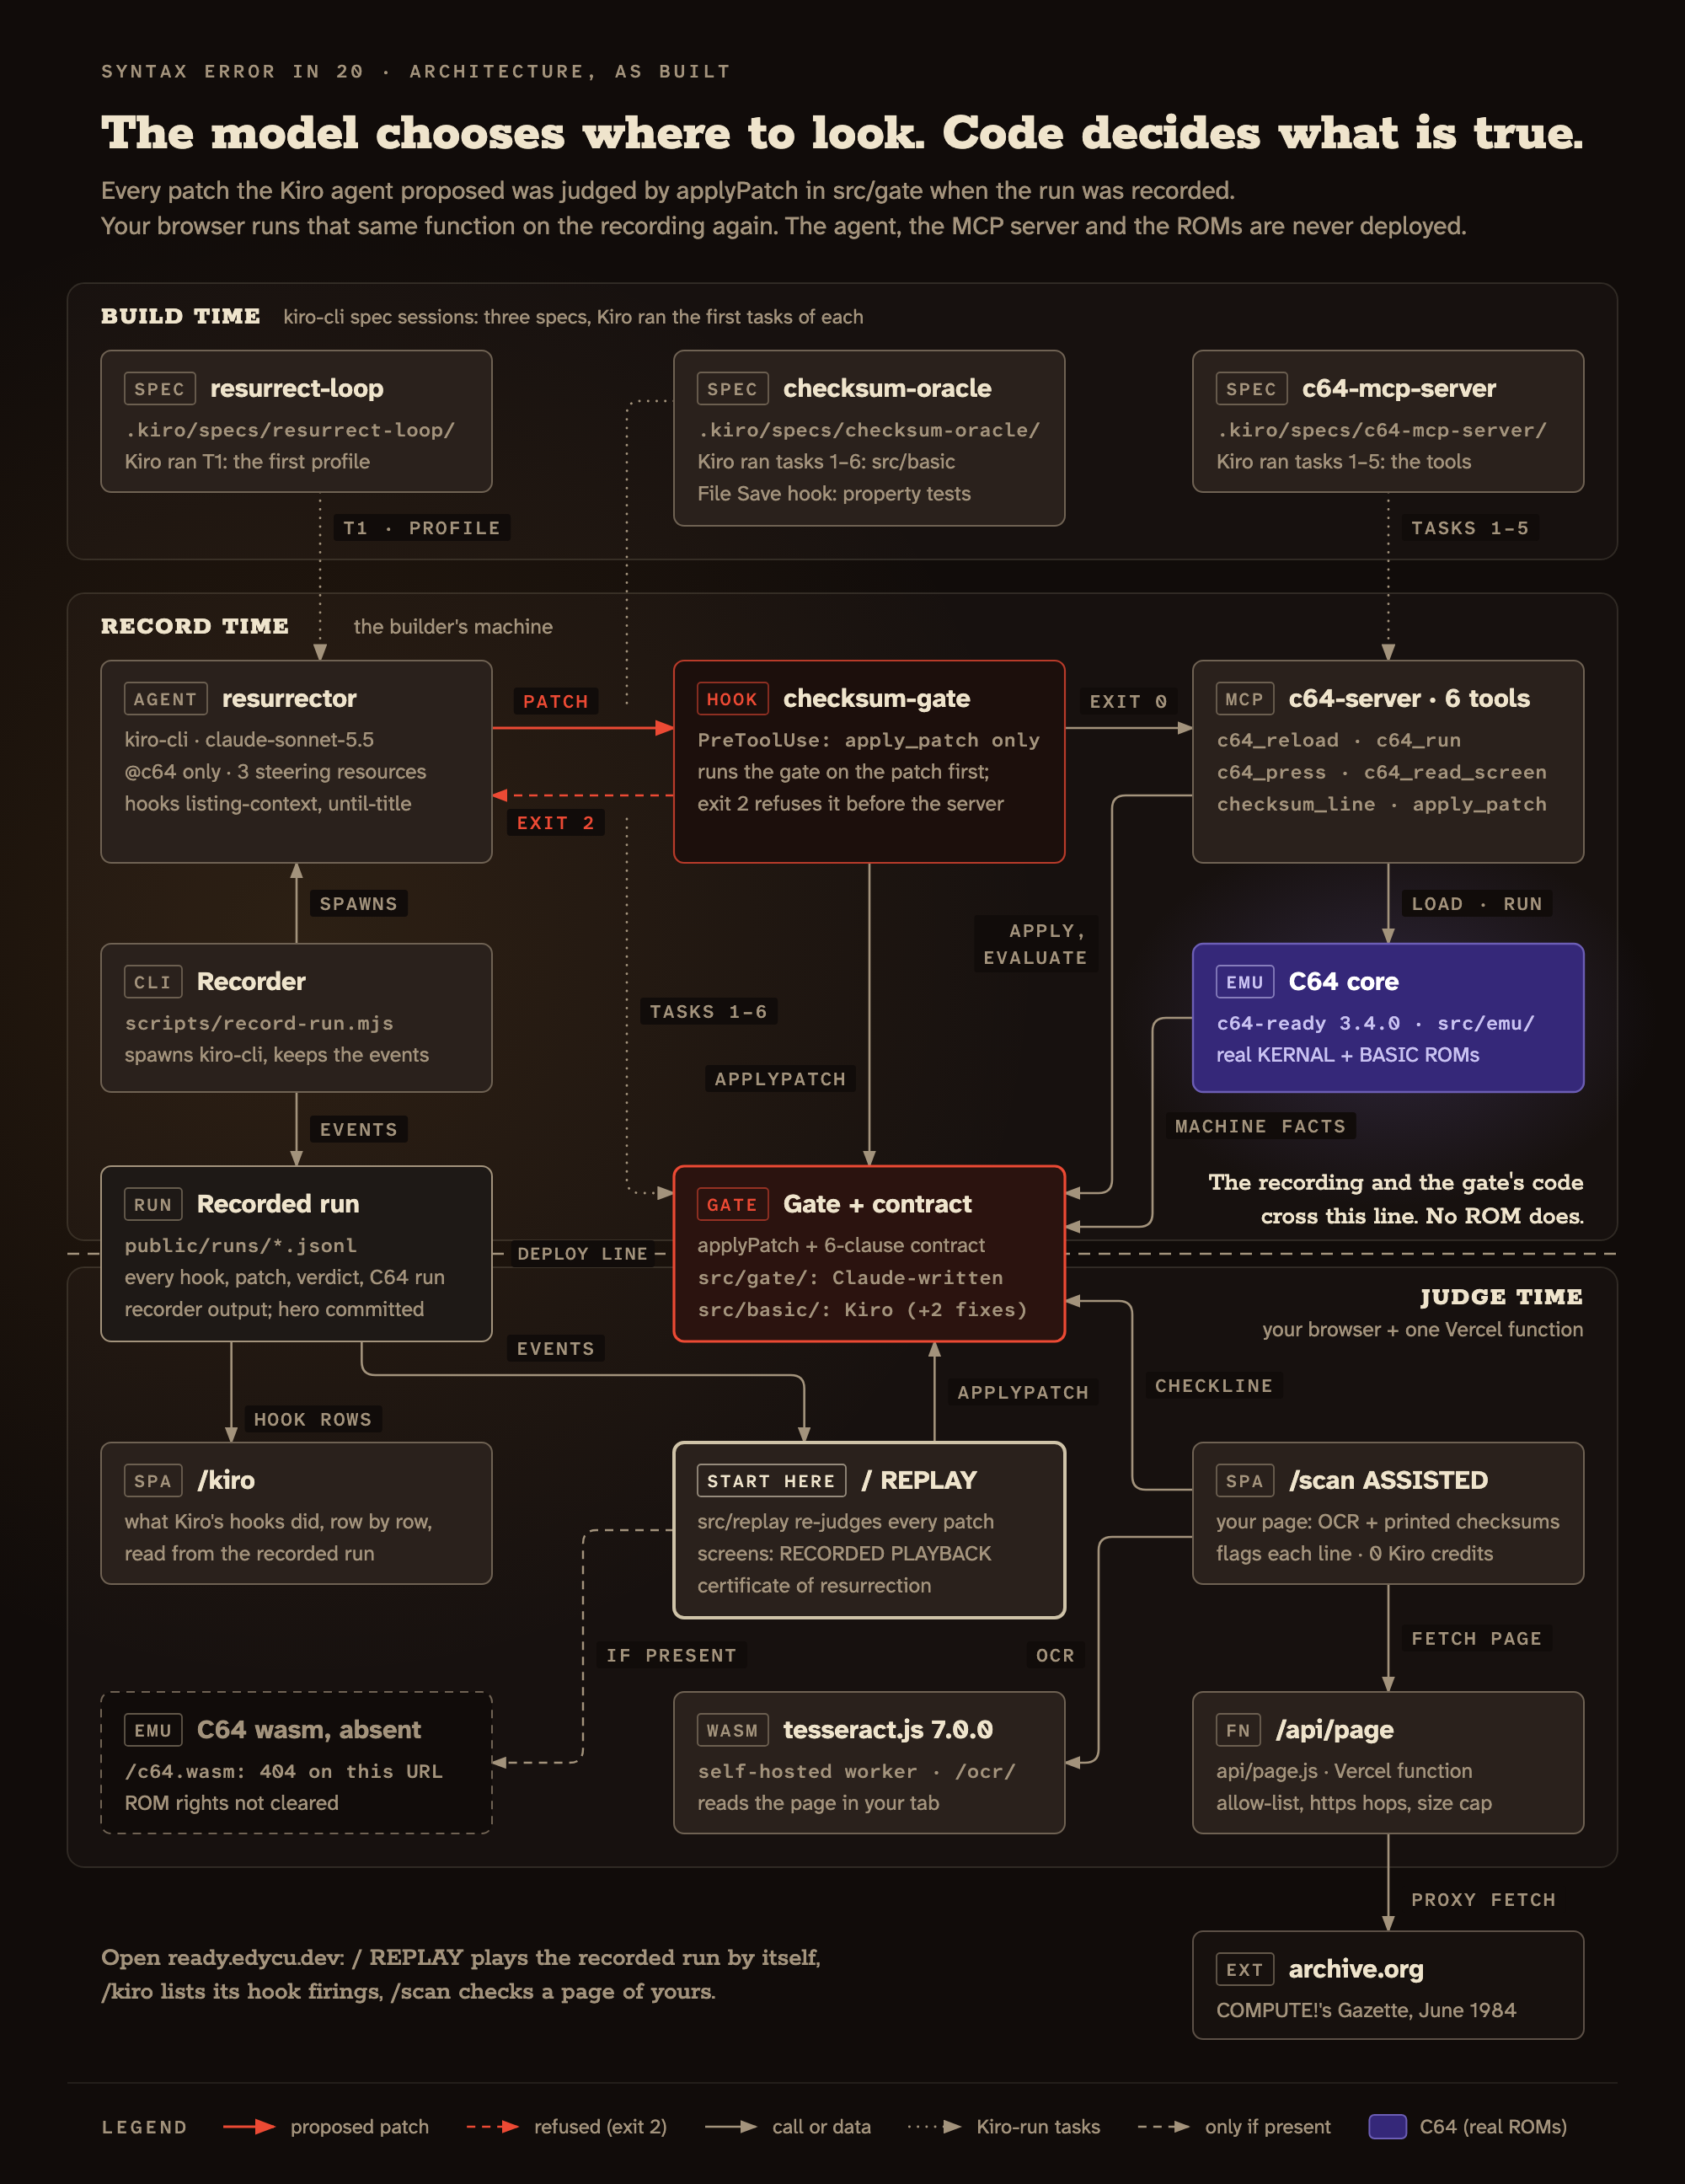 SYNTAX ERROR IN 20 · ARCHITECTURE, AS BUILT
The model chooses where to look. Code decides what is true.
Every patch the Kiro agent proposed was judged by applyPatch in src/gate when the run was recorded.
Your browser runs that same function on the recording again. The agent, the MCP server and the ROMs are never deployed.
BUILD TIME kiro-cli spec sessions: three specs, Kiro ran the first tasks of each
SPEC resurrect-loop
.kiro/specs/resurrect-loop/
Kiro ran T1: the first profile
SPEC checksum-oracle
.kiro/specs/checksum-oracle/
Kiro ran tasks 1–6: src/basic
File Save hook: property tests
SPEC c64-mcp-server
.kiro/specs/c64-mcp-server/
Kiro ran tasks 1–5: the tools
T1 · PROFILE
TASKS 1–5
RECORD TIME the builder's machine
AGENT resurrector
kiro-cli · claude-sonnet-5.5
@c64 only · 3 steering resources
hooks listing-context, until-title
PATCH
EXIT 2
HOOK checksum-gate
PreToolUse: apply_patch only
runs the gate on the patch first;
exit 2 refuses it before the server
EXIT 0
MCP c64-server · 6 tools
c64_reload · c64_run
c64_press · c64_read_screen
checksum_line · apply_patch
SPAWNS
APPLY,
EVALUATE
LOAD · RUN
CLI Recorder
scripts/record-run.mjs
spawns kiro-cli, keeps the events
TASKS 1–6
APPLYPATCH
EMU C64 core
c64-ready 3.4.0 · src/emu/
real KERNAL + BASIC ROMs
EVENTS
MACHINE FACTS
RUN Recorded run
public/runs/*.jsonl
every hook, patch, verdict, C64 run
recorder output; hero committed
DEPLOY LINE
GATE Gate + contract
applyPatch + 6-clause contract
src/gate/: Claude-written
src/basic/: Kiro (+2 fixes)
The recording and the gate's code
cross this line. No ROM does.
JUDGE TIME
your browser + one Vercel function
EVENTS
HOOK ROWS
APPLYPATCH
CHECKLINE
SPA /kiro
what Kiro's hooks did, row by row,
read from the recorded run
START HERE / REPLAY
src/replay re-judges every patch
screens: RECORDED PLAYBACK
certificate of resurrection
SPA /scan ASSISTED
your page: OCR + printed checksums
flags each line · 0 Kiro credits
IF PRESENT
OCR
FETCH PAGE
EMU C64 wasm, absent
/c64.wasm: 404 on this URL
ROM rights not cleared
WASM tesseract.js 7.0.0
self-hosted worker · /ocr/
reads the page in your tab
FN /api/page
api/page.js · Vercel function
allow-list, https hops, size cap
PROXY FETCH
Open ready.edycu.dev: / REPLAY plays the recorded run by itself,
/kiro lists its hook firings, /scan checks a page of yours.
EXT archive.org
COMPUTE!'s Gazette, June 1984
LEGEND proposed patch refused (exit 2) call or data Kiro-run tasks only if present C64 (real ROMs)